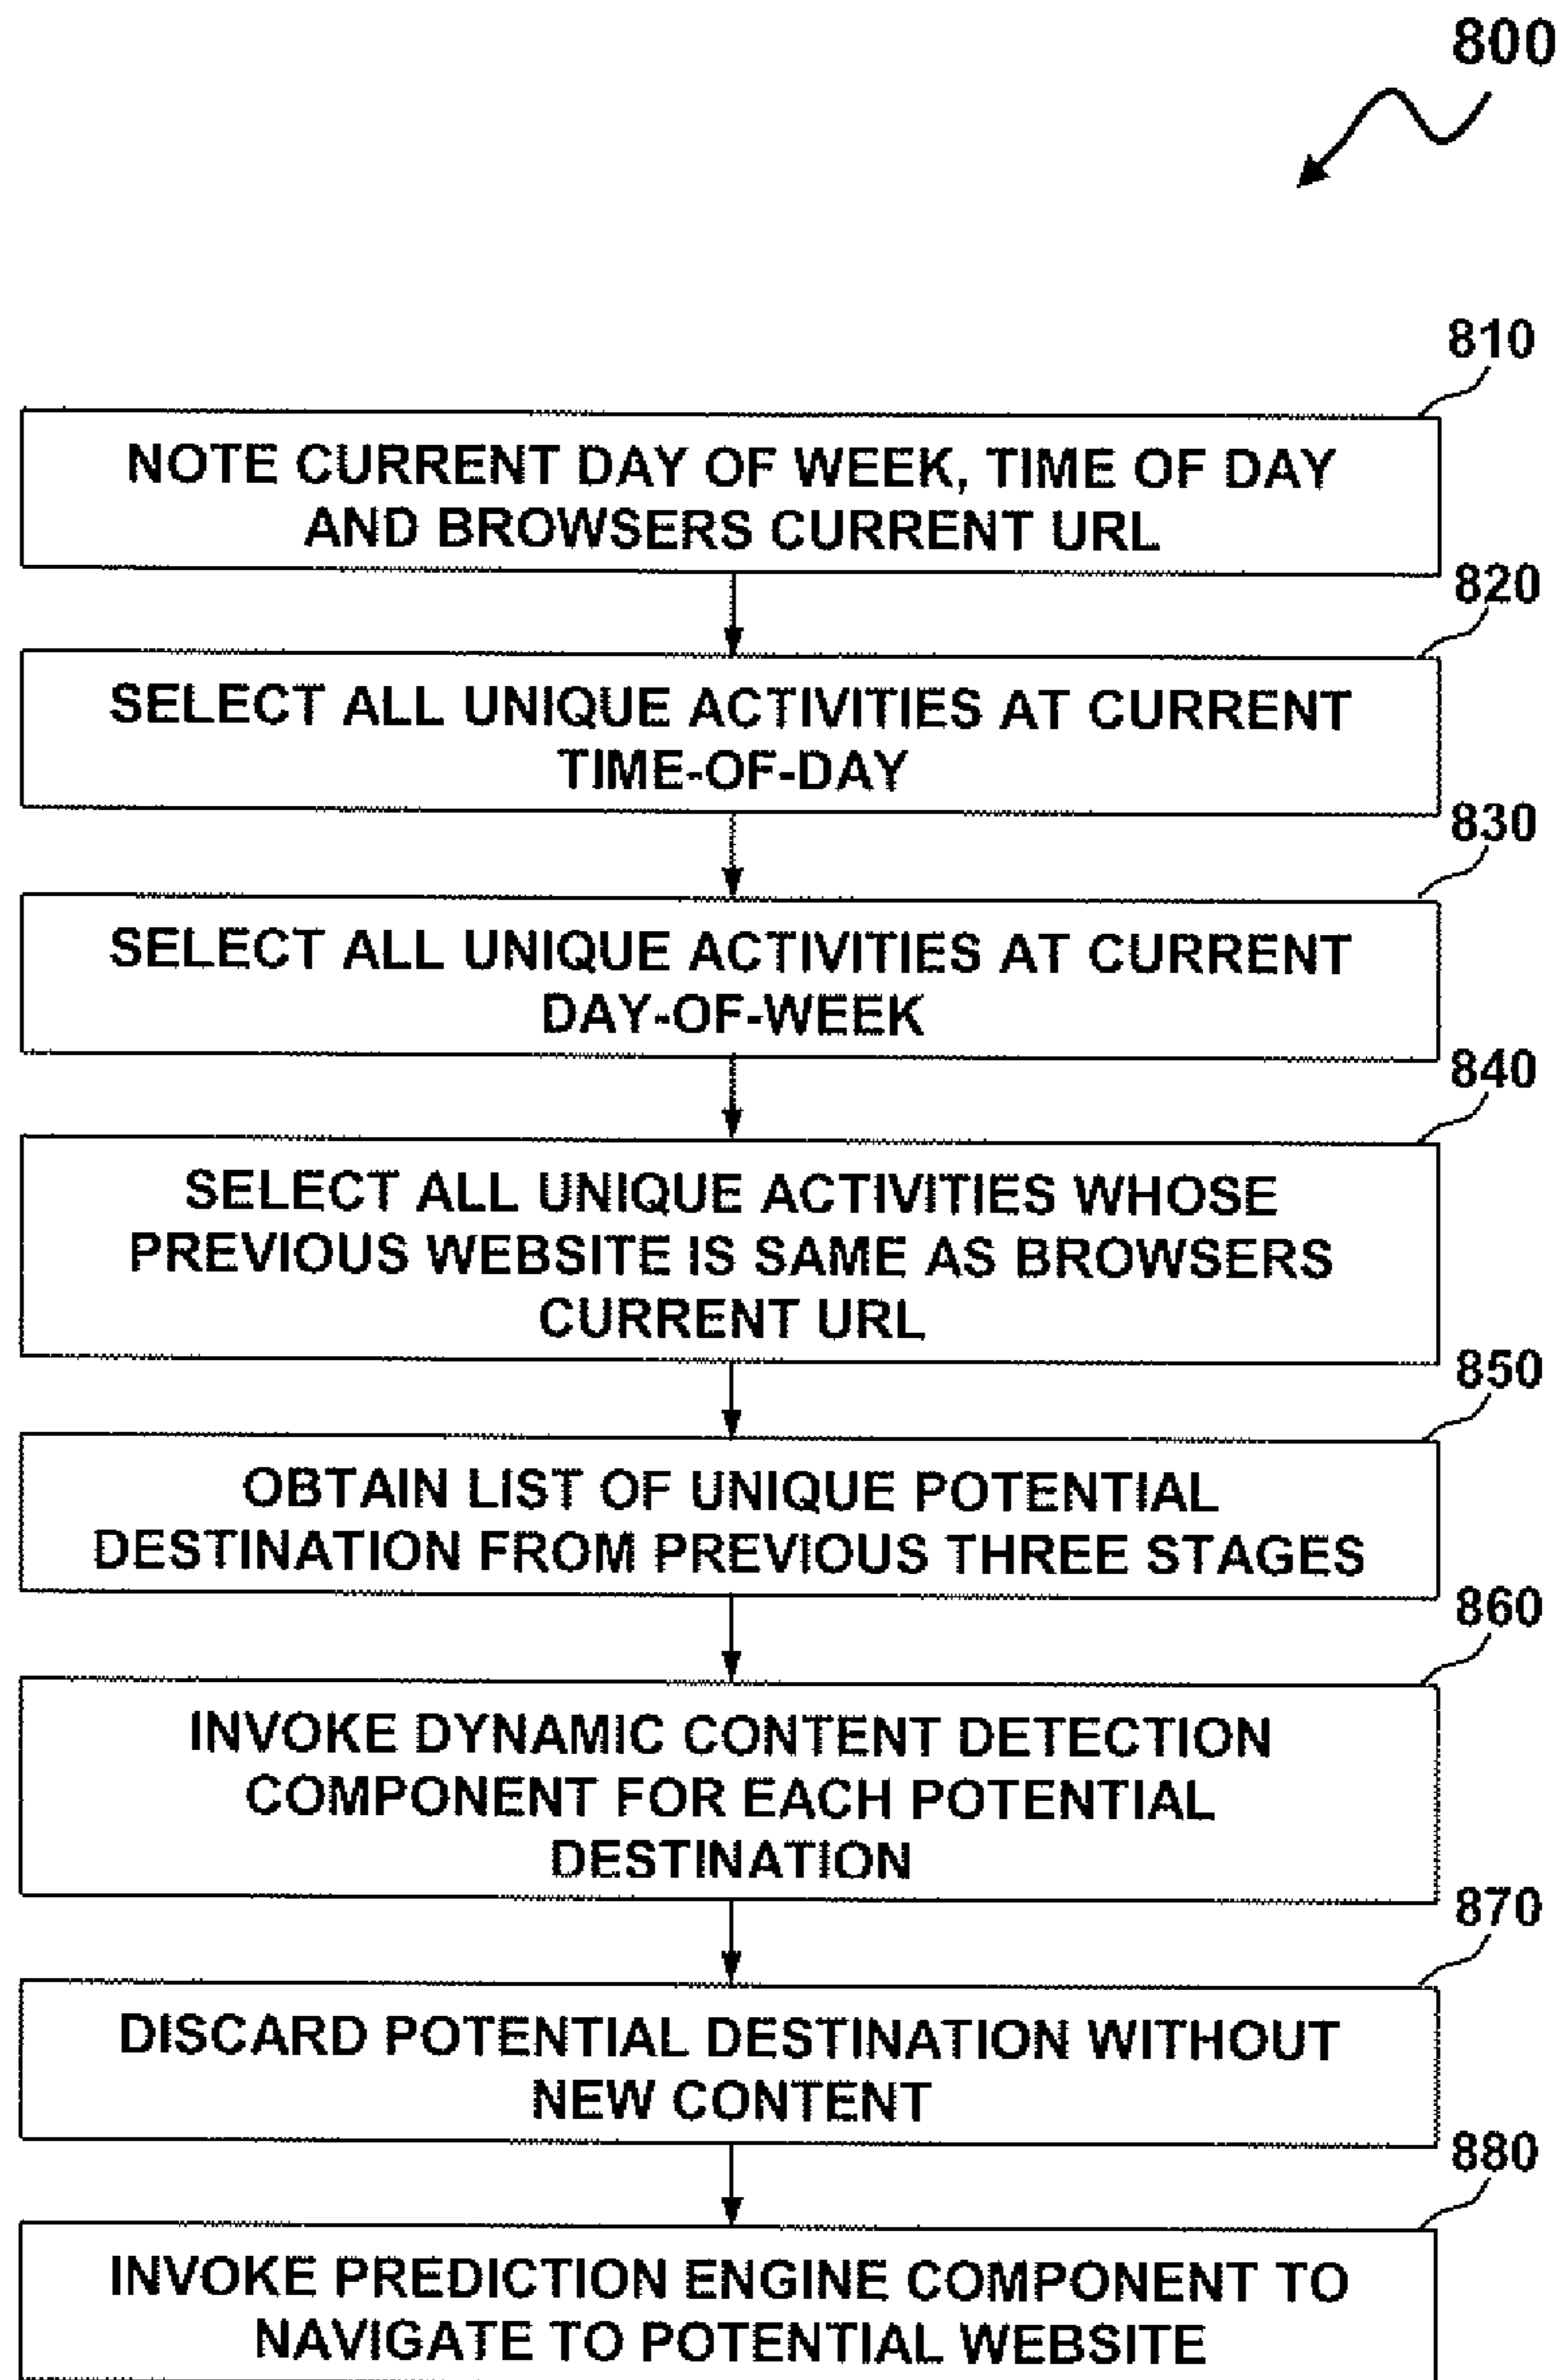 800
810
NOTE CURRENT DAY OF WEEK, TIME OF DAY
AND BROWSERS CURRENT URL
820
SELECT ALL UNIQUE ACTIVITIES AT CURRENT
TIME-OF-DAY
830
SELECT ALL UNIQUE ACTIVITIES AT CURRENT
DAY-OF-WEEK
840
SELECT ALL UNIQUE ACTIVITIES WHOSE
PREVIOUS WEBSITE IS SAME AS BROWSERS
CURRENT URL
850
OBTAIN LIST OF UNIQUE POTENTIAL
DESTINATION FROM PREVIOUS THREE STAGES
860
INVOKE DYNAMIC CONTENT DETECTION
COMPONENT FOR EACH POTENTIAL
DESTINATION
870
DISCARD POTENTIAL DESTINATION WITHOUT
NEW CONTENT
880
INVOKE PREDICTION ENGINE COMPONENT TO
NAVIGATE TO POTENTIAL WEBSITE